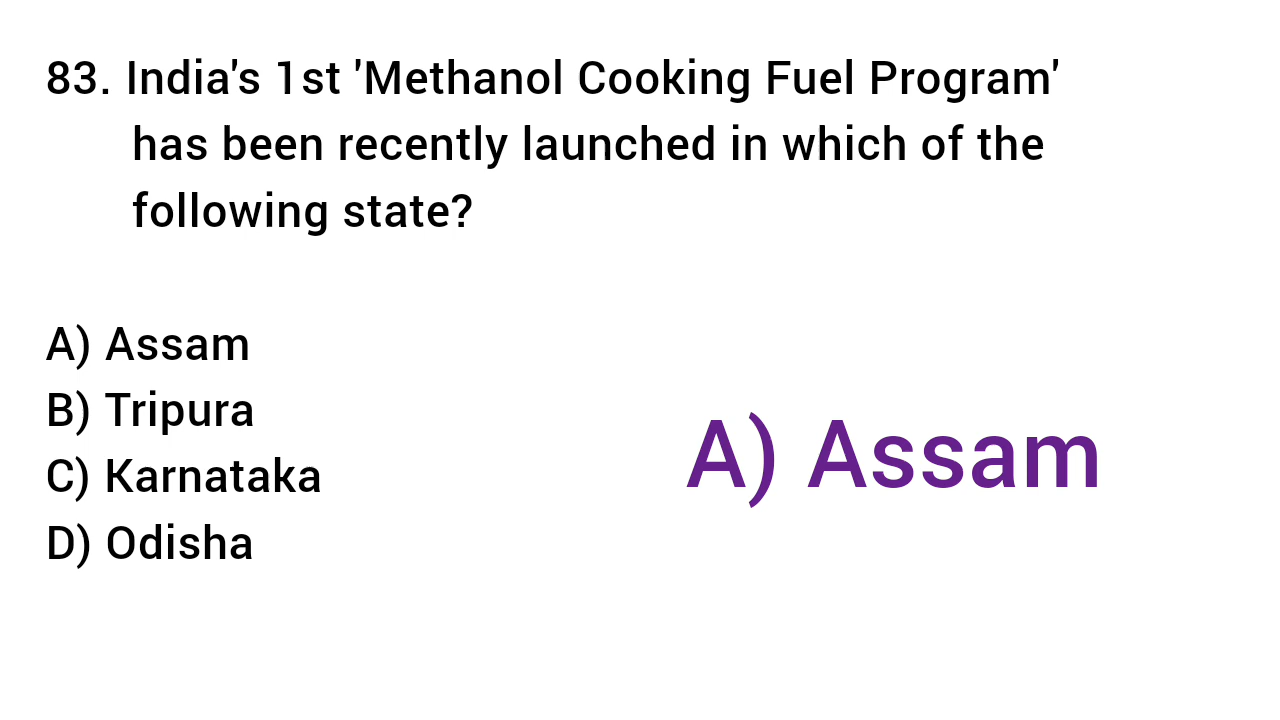 83. India's 1st 'Methanol Cooking Fuel Program'
has been recently launched in which of the
following state?
A) Assam
B) Tripura
C) Karnataka
D) Odisha
A) Assam